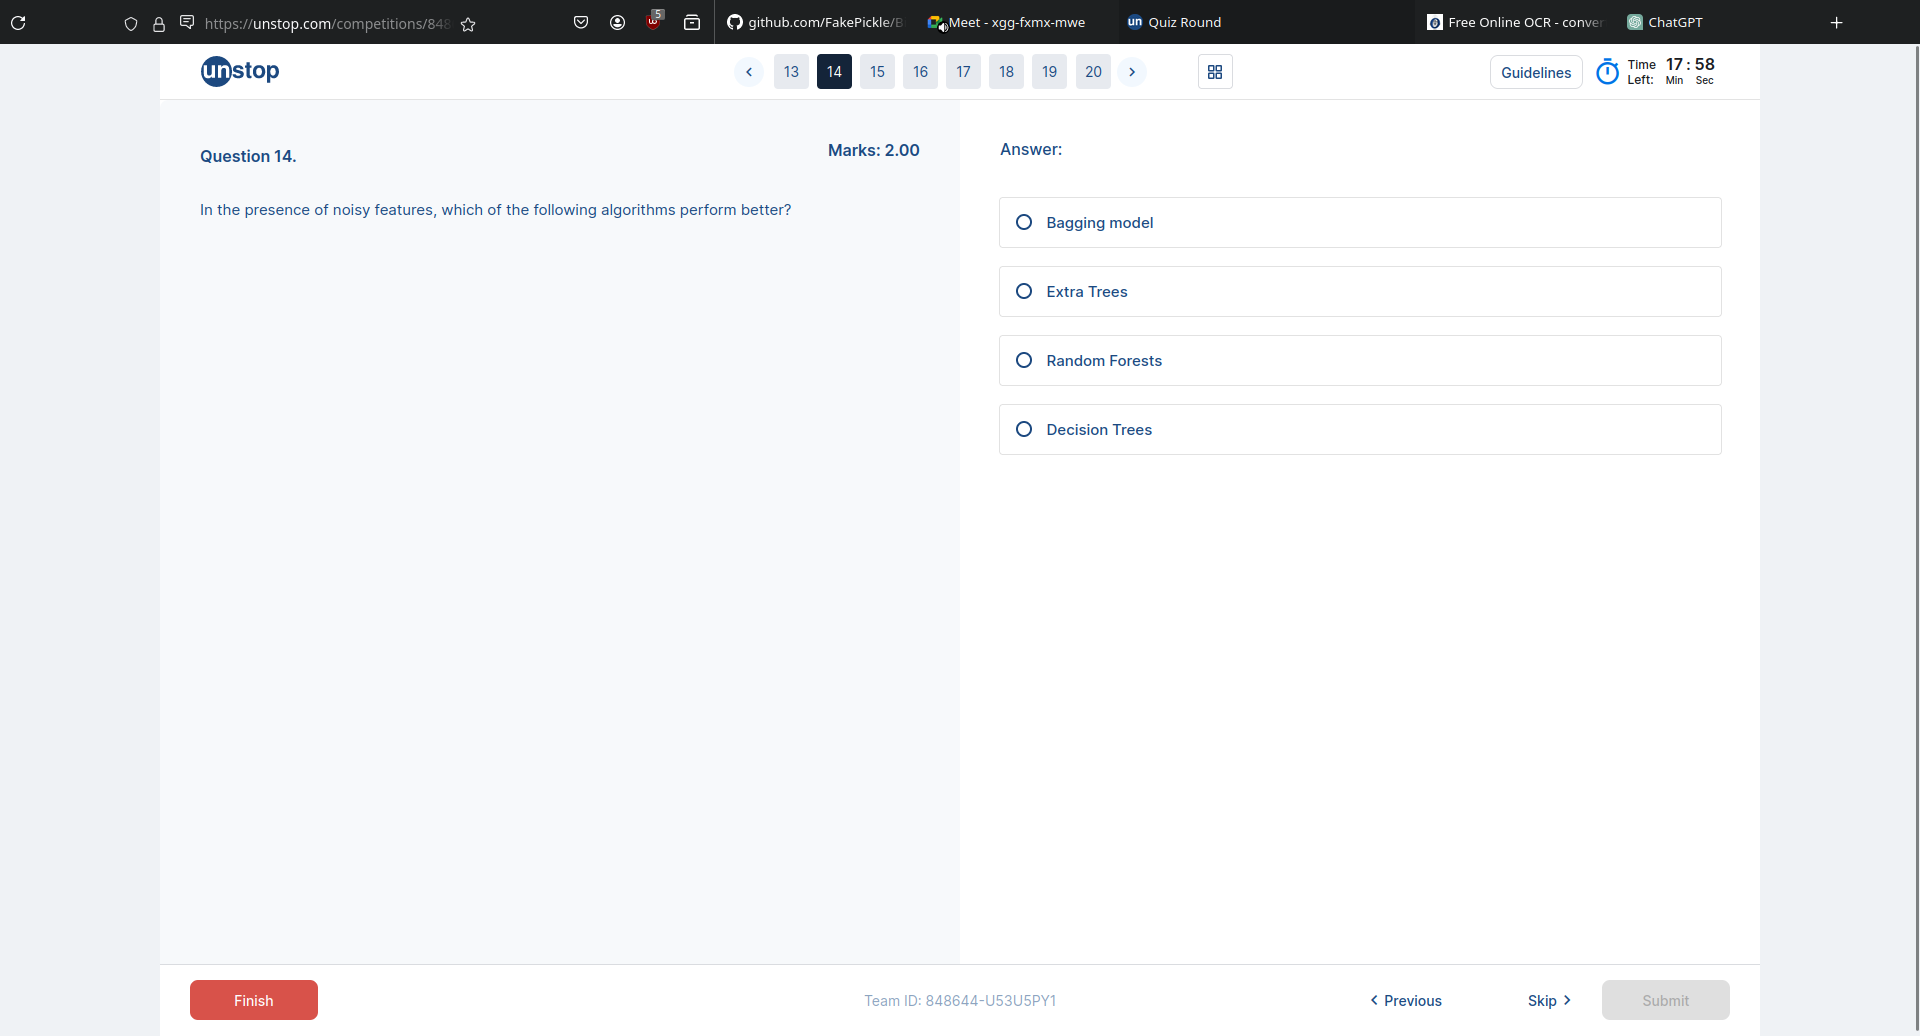 https://unstop.com/competitions/848
5
github.com/FakePickle/B
Meet - xgg-fxmx-mwe
un Quiz Round
Free Online OCR - conver
ChatGPT
unstop
13 14 15 16 17 18 19 20
Guidelines
Time Left:
17 : 58
Min Sec
Question 14.
Marks: 2.00
In the presence of noisy features, which of the following algorithms perform better?
Answer:
Bagging model
Extra Trees
Random Forests
Decision Trees
Finish
Team ID: 848644-U53U5PY1
Previous
Skip
Submit